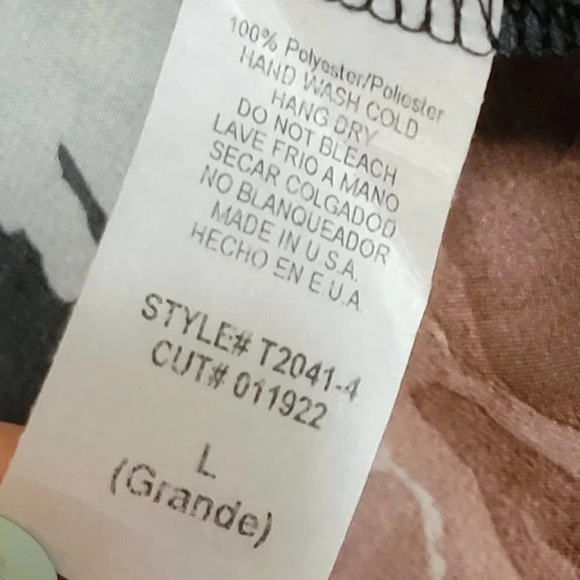 100% Polyester/Poliester
HAND WASH COLD
HANG DRY
DO NOT BLEACH
LAVE FRIO A MANO
SECAR COLGADOD
NO BLANQUEADOR
MADE IN U.S.A.
HECHO EN E.U.A
STYLE# T2041-4
CUT# 011922
L
(Grande)